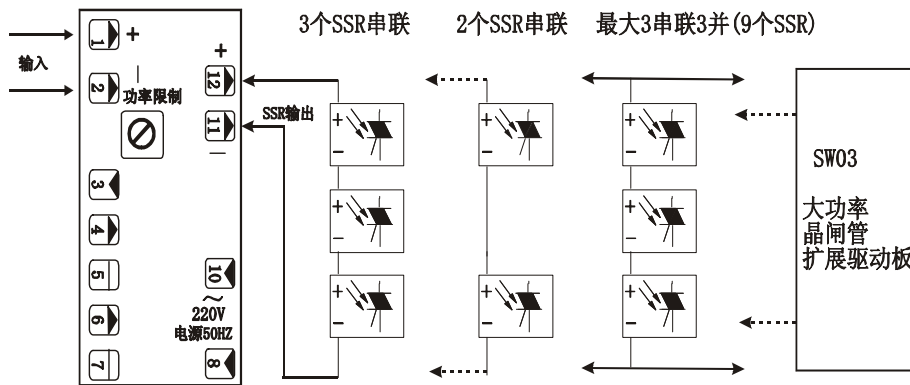 3个SSR串联
2个SSR串联
最大3串联3并(9个SSR)
输入
1
+
+
12
2
—
功率限制
11
SSR输出
—
3
4
5
10
~
220V
电源50HZ
6
7
8
+
-
+
-
+
-
+
-
+
-
+
-
+
-
+
-
SW03
大功率
晶闸管
扩展驱动板